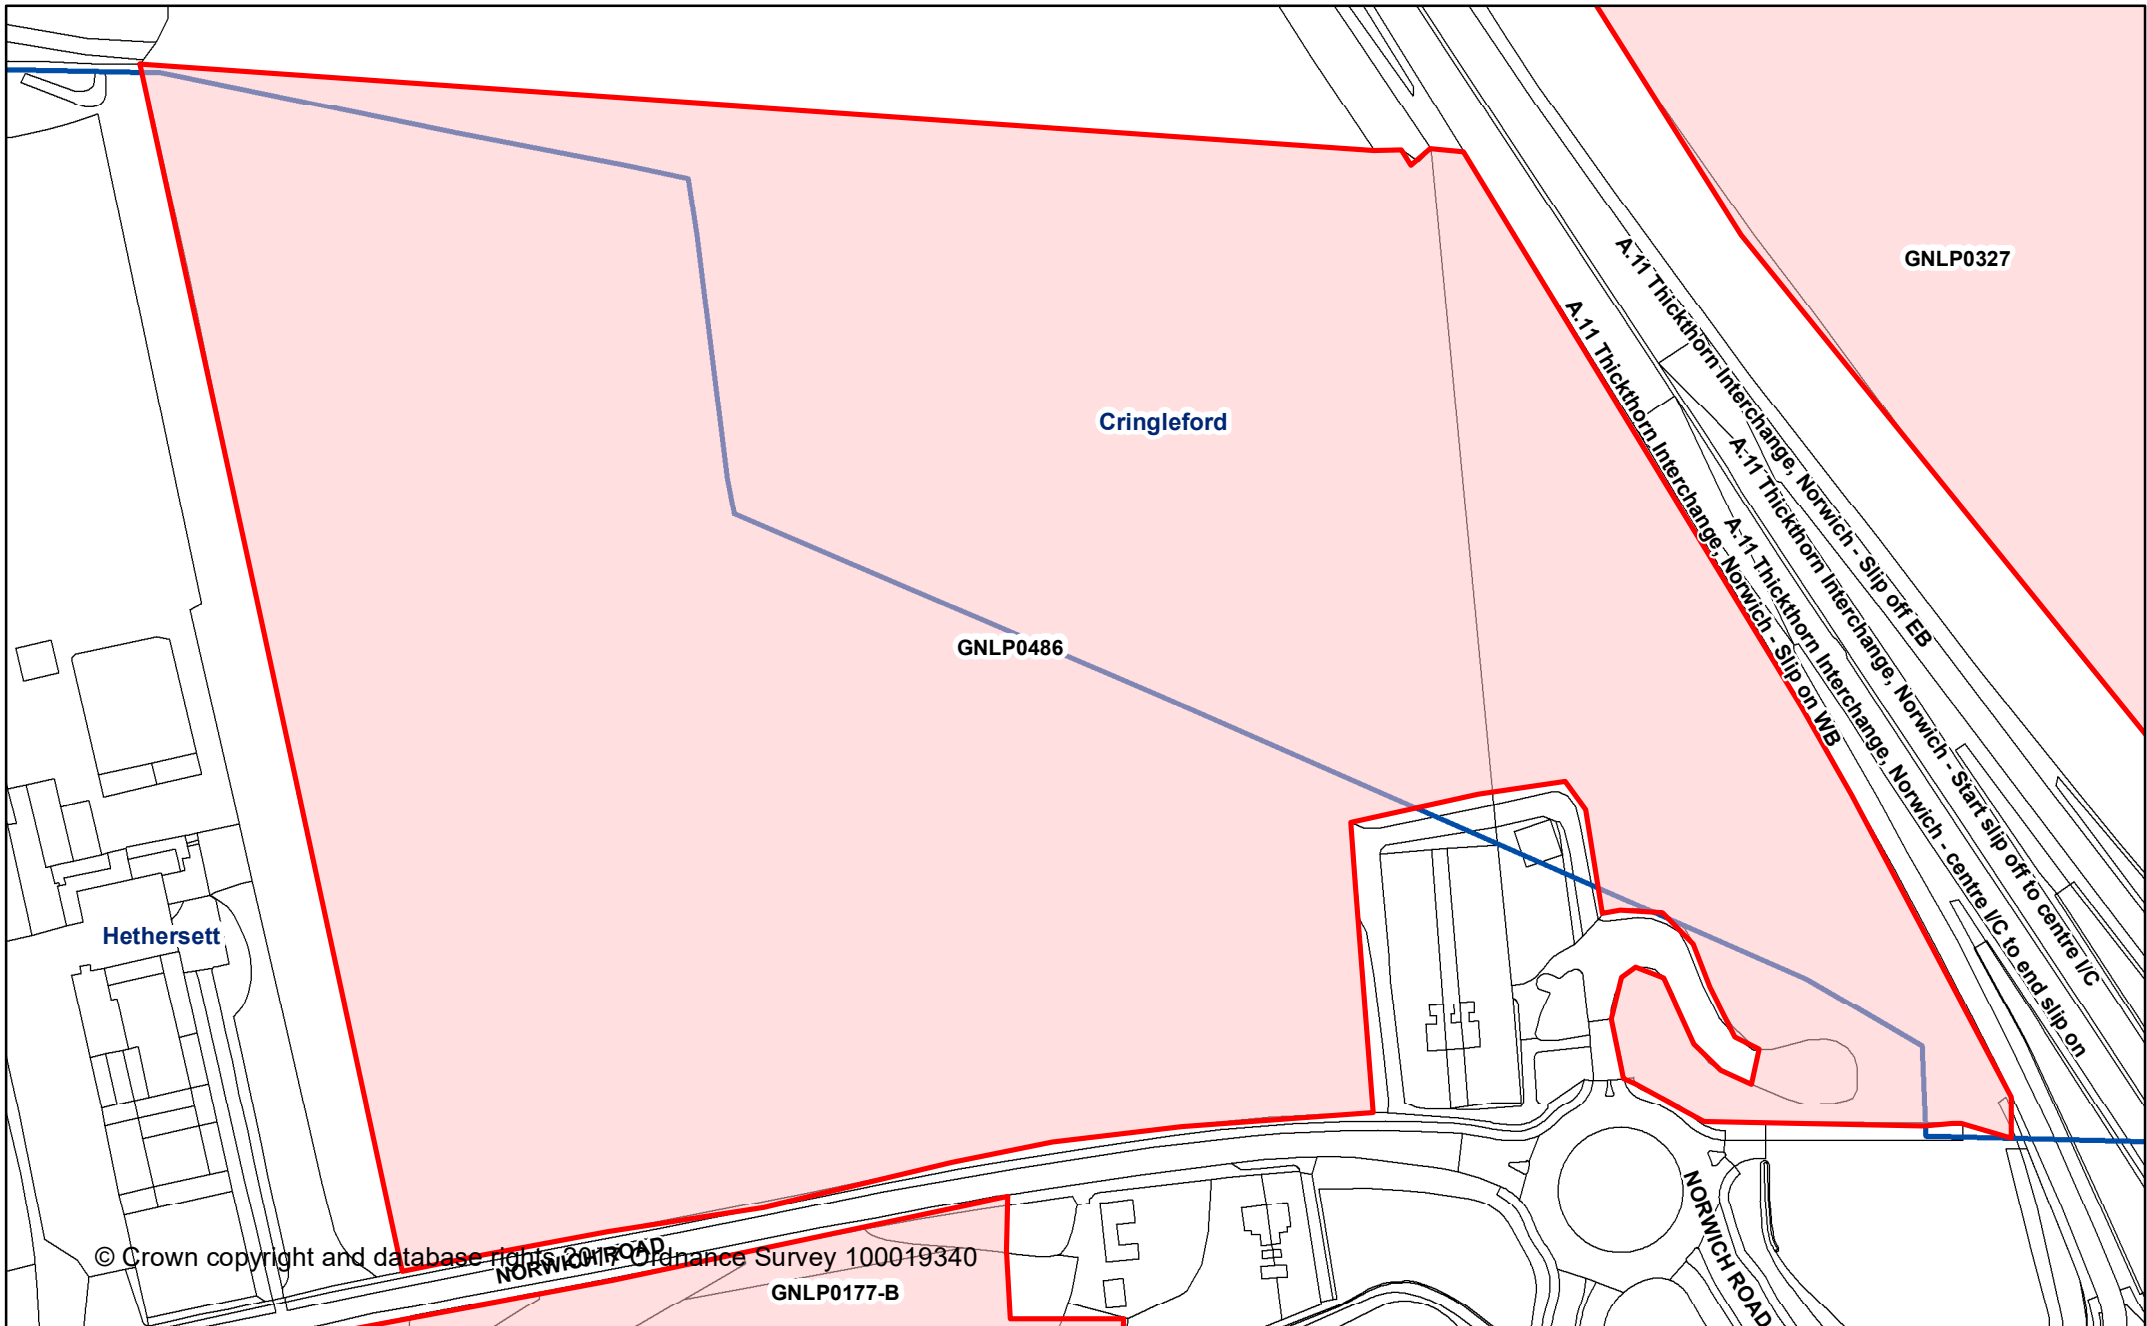 GNLP0327
A.11 Thickthorn Interchange, Norwich - Slip off EB
A.11 Thickthorn Interchange, Norwich - Slip on WB
Cringleford
A.11 Thickthorn Interchange, Norwich - Start slip off to centre I/C
A.11 Thickthorn Interchange, Norwich - centre I/C to end slip on
GNLP0486
Hethersett
NORWICH ROAD
NORWICH ROAD
© Crown copyright and database rights 2017 Ordnance Survey 100019340
GNLP0177-B